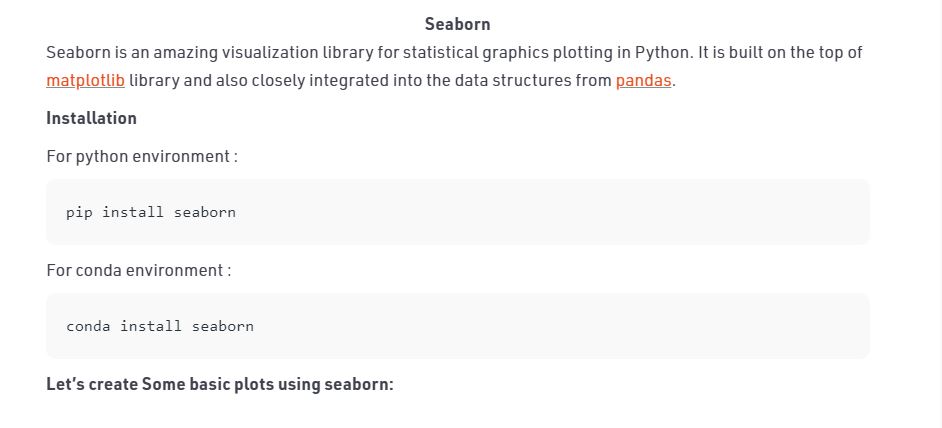 Seaborn
Seaborn is an amazing visualization library for statistical graphics plotting in Python. It is built on the top of
matplotlib library and also closely integrated into the data structures from pandas.
Installation
For python environment :
pip install seaborn
For conda environment :
conda install seaborn
Let’s create Some basic plots using seaborn: